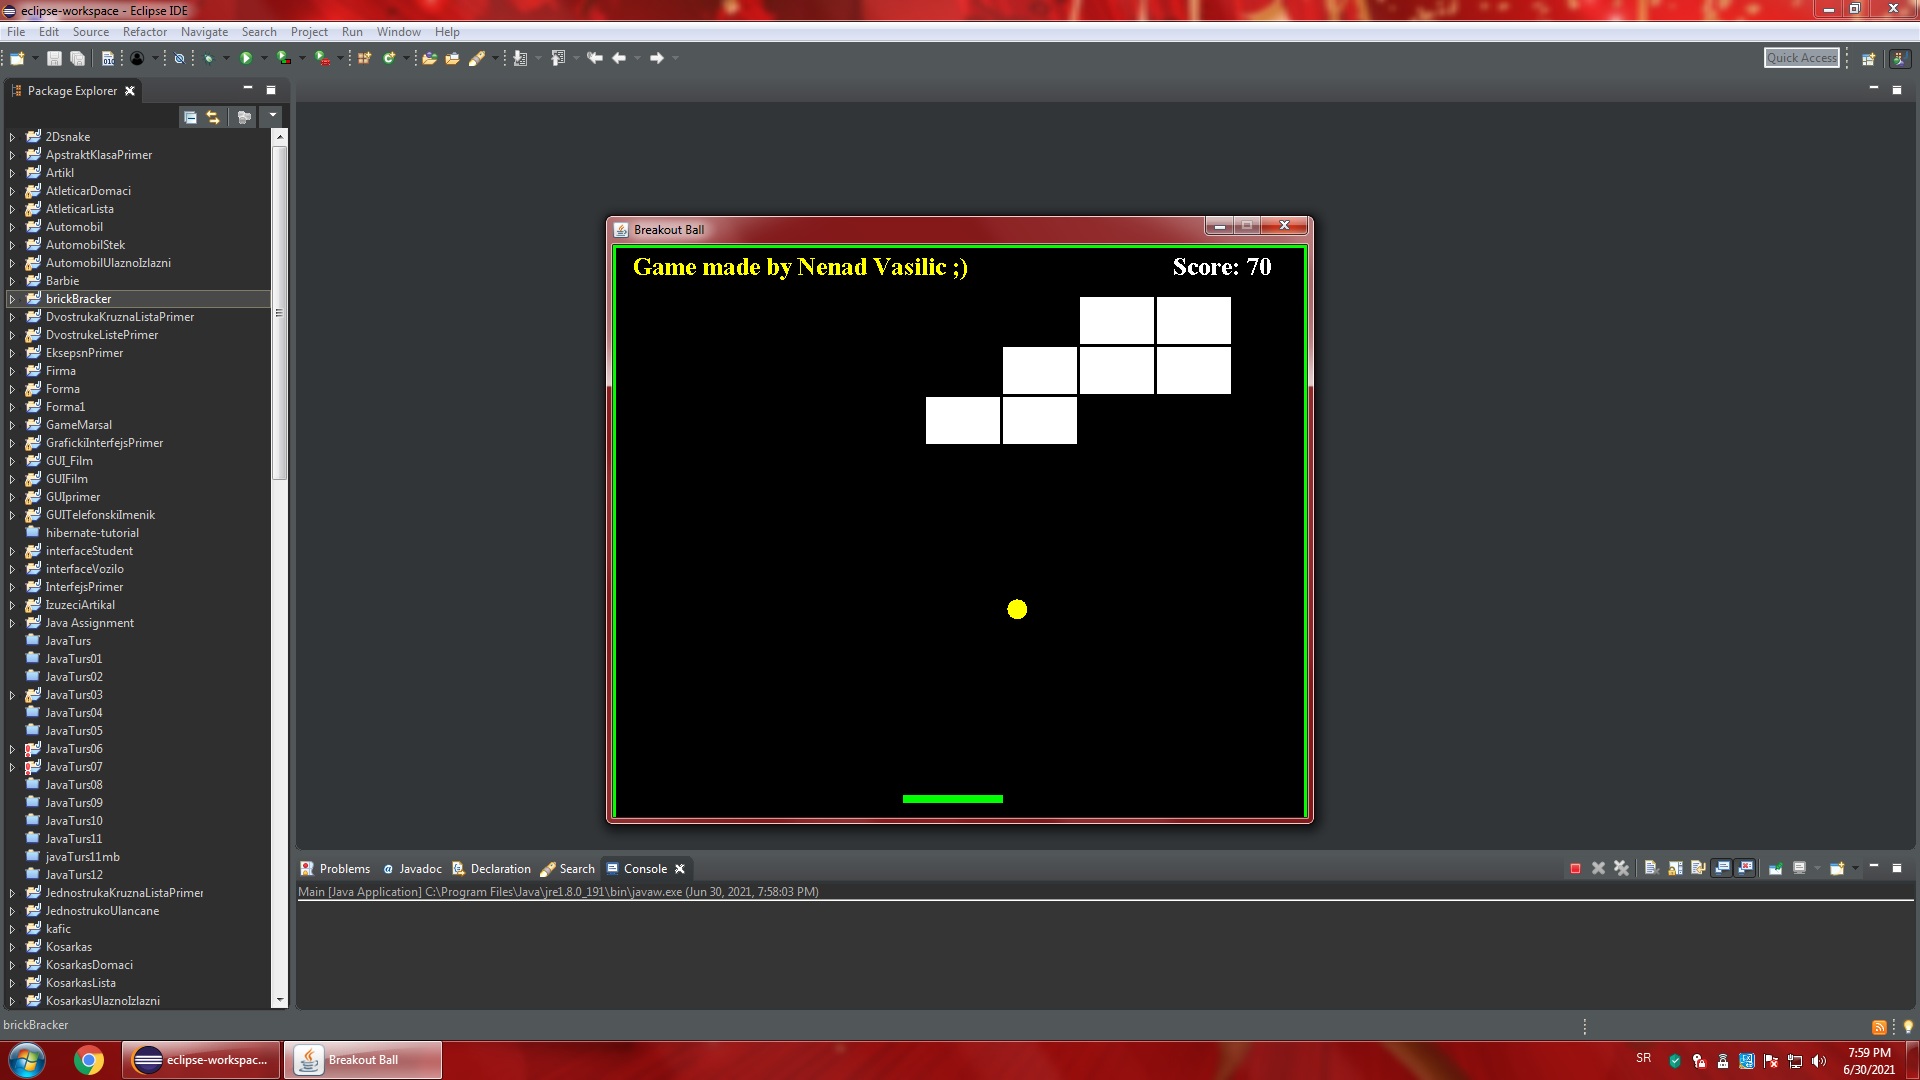 eclipse-workspace - Eclipse IDE
File Edit Source Refactor Navigate Search Project Run Window Help
Quick Access
Package Explorer
2Dsnake
ApstraktKlasaPrimer
Artikl
AtleticarDomaci
AtleticarLista
Automobil
AutomobilStek
AutomobilUlaznoIzlazni
Barbie
brickBracker
DvostrukaKruznaListaPrimer
DvostrukeListePrimer
EksepsnPrimer
Firma
Forma
Forma1
GameMarsal
GrafickiInterfejsPrimer
GUI_Film
GUIFilm
GUIprimer
GUITelefonskiImenik
hibernate-tutorial
interfaceStudent
interfaceVozilo
InterfejsPrimer
IzuzeciArtikal
Java Assignment
JavaTurs
JavaTurs01
JavaTurs02
JavaTurs03
JavaTurs04
JavaTurs05
JavaTurs06
JavaTurs07
JavaTurs08
JavaTurs09
JavaTurs10
JavaTurs11
javaTurs11mb
JavaTurs12
JednostrukaKruznaListaPrimer
JednostrukoUlancane
kafic
Kosarkas
KosarkasDomaci
KosarkasLista
KosarkasUlaznoIzlazni
Breakout Ball
Game made by Nenad Vasilic ;) Score: 70
Problems Javadoc Declaration Search Console
Main [Java Application] C:\Program Files\Java\jre1.8.0_191\bin\javaw.exe (Jun 30, 2021, 7:58:03 PM)
brickBracker
eclipse-workspac... Breakout Ball
SR
7:59 PM
6/30/2021